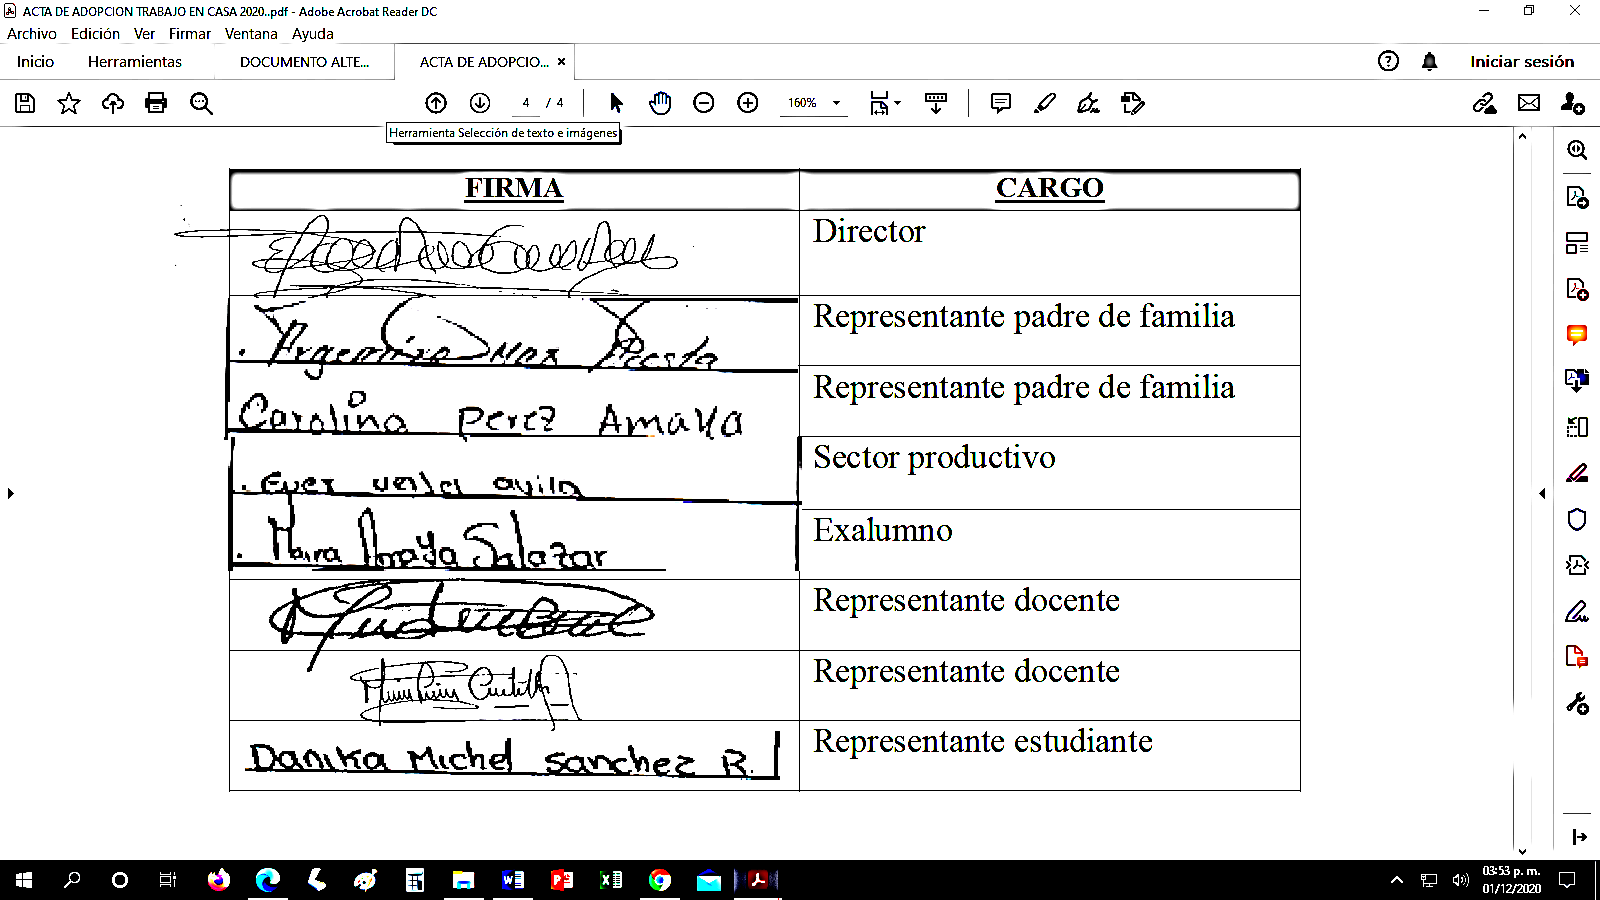 ACTA DE ADOPCION TRABAJO EN CASA 2020..pdf - Adobe Acrobat Reader DC
Archivo Edición Ver Firmar Ventana Ayuda
Inicio Herramientas DOCUMENTO ALTE... ACTA DE ADOPCIO... × Iniciar sesión
4 / 4 160%
Herramienta Selección de texto e imágenes
FIRMA CARGO
Director
Representante padre de familia
Carolina Perez Amaya Representante padre de familia
Sector productivo
Maira Amaya Salazar Exalumno
Representante docente
Representante docente
Danika Michel Sanchez R. Representante estudiante
03:53 p. m.
01/12/2020